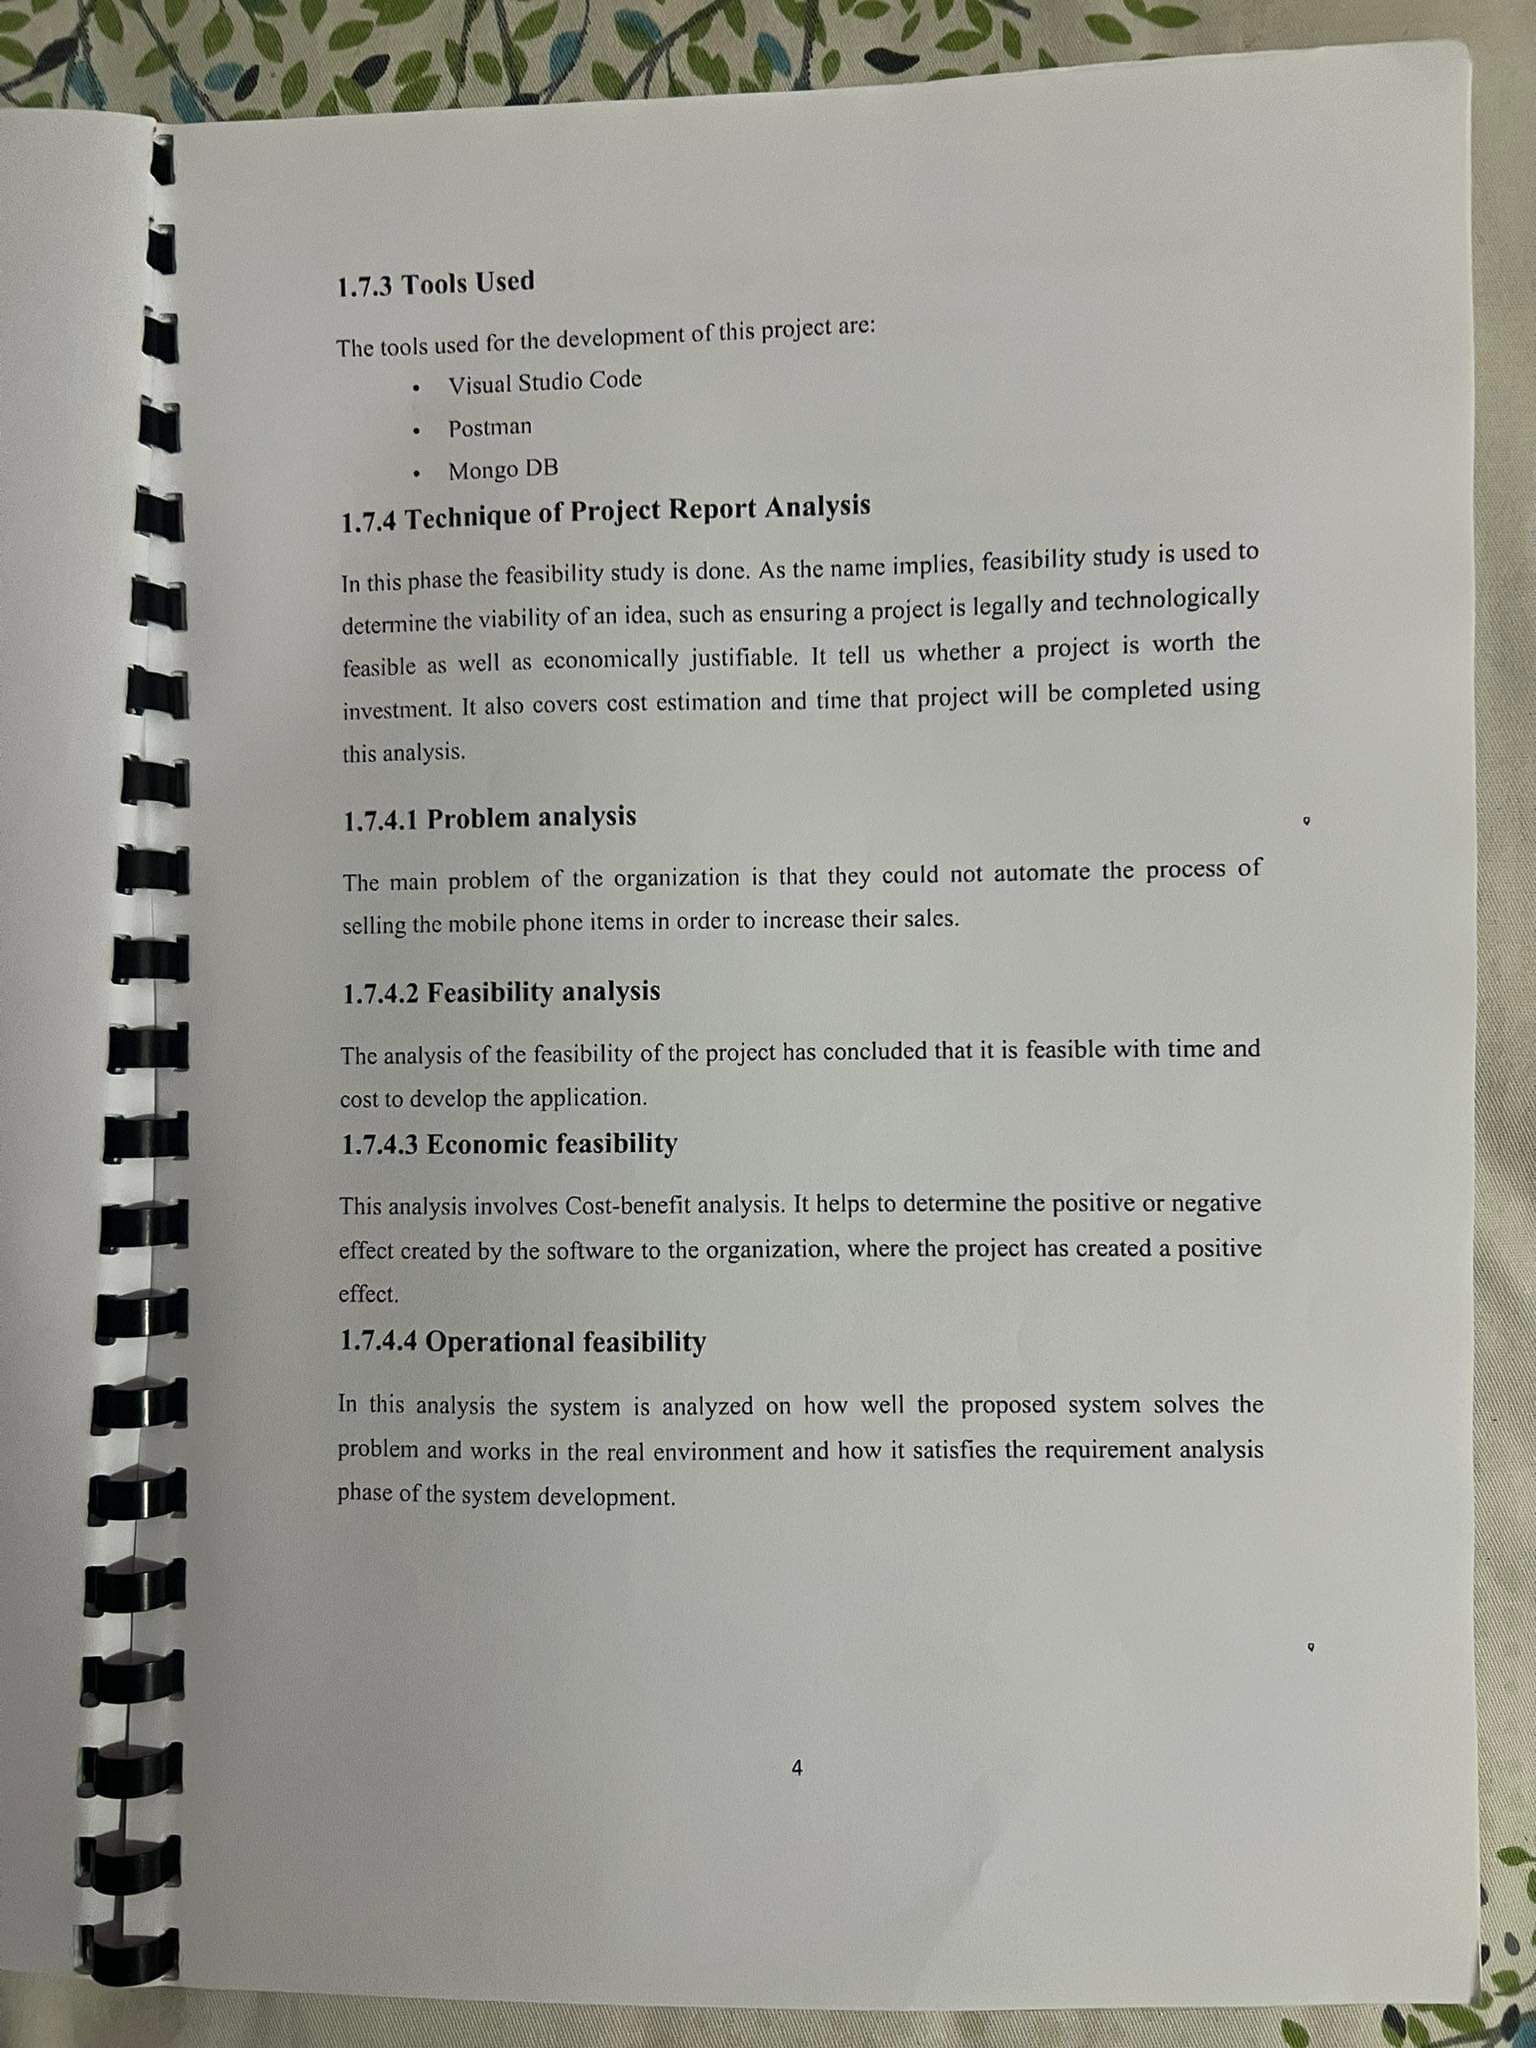 1.7.3 Tools Used
The tools used for the development of this project are:
• Visual Studio Code
• Postman
• Mongo DB
1.7.4 Technique of Project Report Analysis
In this phase the feasibility study is done. As the name implies, feasibility study is used to
determine the viability of an idea, such as ensuring a project is legally and technologically
feasible as well as economically justifiable. It tell us whether a project is worth the
investment. It also covers cost estimation and time that project will be completed using
this analysis.
1.7.4.1 Problem analysis
The main problem of the organization is that they could not automate the process of
selling the mobile phone items in order to increase their sales.
1.7.4.2 Feasibility analysis
The analysis of the feasibility of the project has concluded that it is feasible with time and
cost to develop the application.
1.7.4.3 Economic feasibility
This analysis involves Cost-benefit analysis. It helps to determine the positive or negative
effect created by the software to the organization, where the project has created a positive
effect.
1.7.4.4 Operational feasibility
In this analysis the system is analyzed on how well the proposed system solves the
problem and works in the real environment and how it satisfies the requirement analysis
phase of the system development.
4